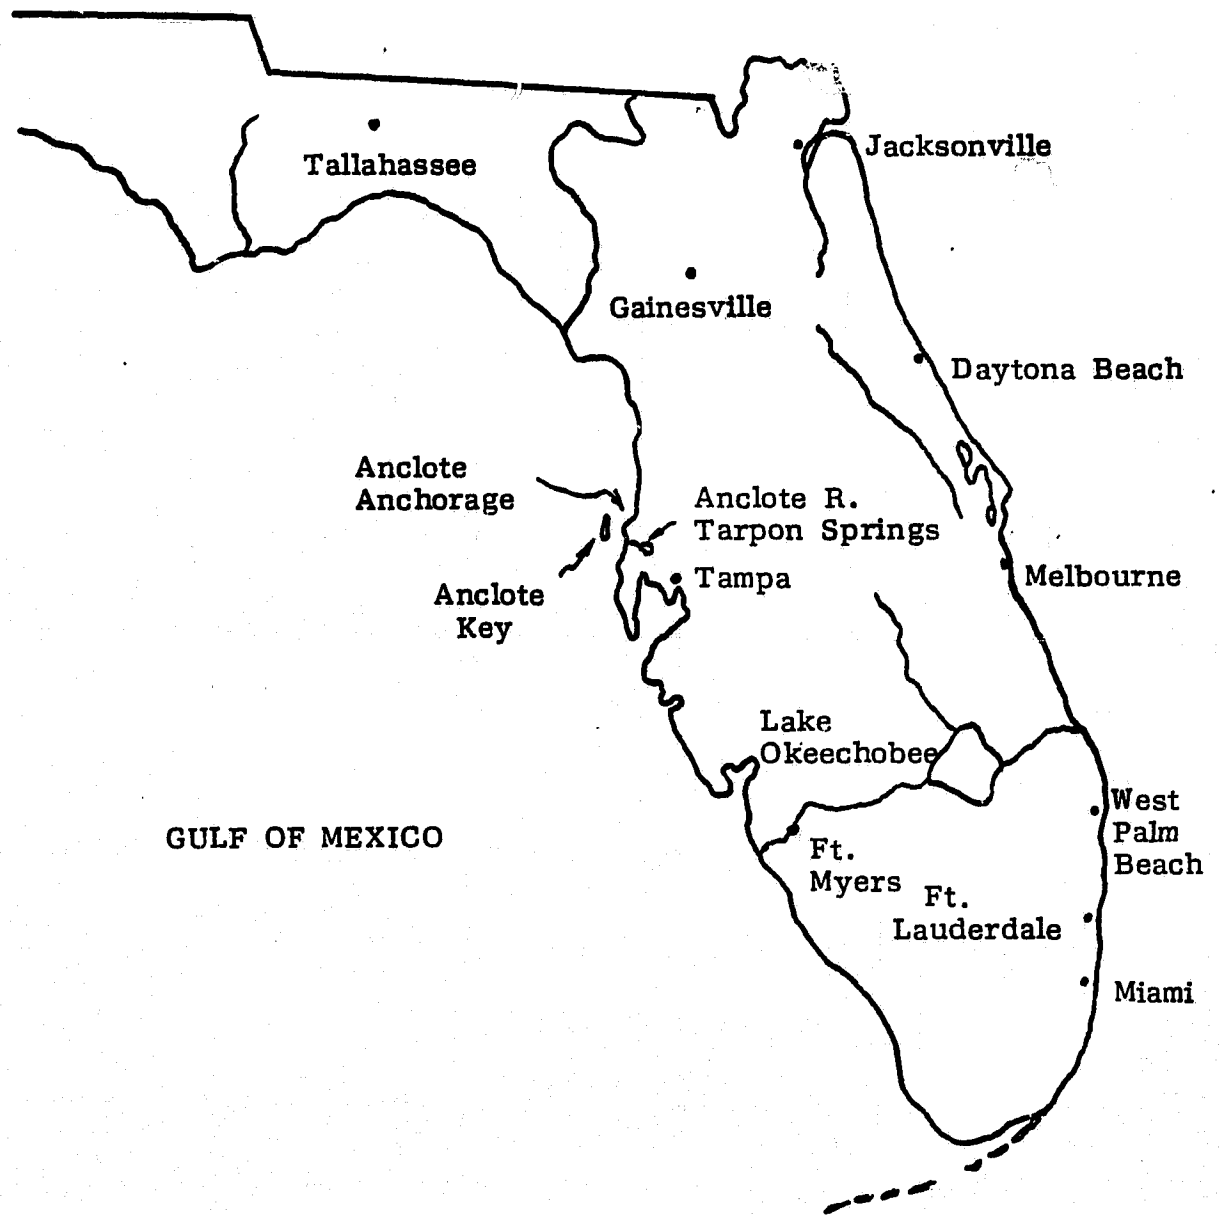 Tallahassee
Jacksonville
Gainesville
Daytona Beach
Anclote
Anchorage
Anclote R.
Tarpon Springs
Tampa
Melbourne
Anclote
Key
Lake
Okeechobee
West
Palm
Beach
GULF OF MEXICO
Ft.
Myers
Ft.
Lauderdale
Miami